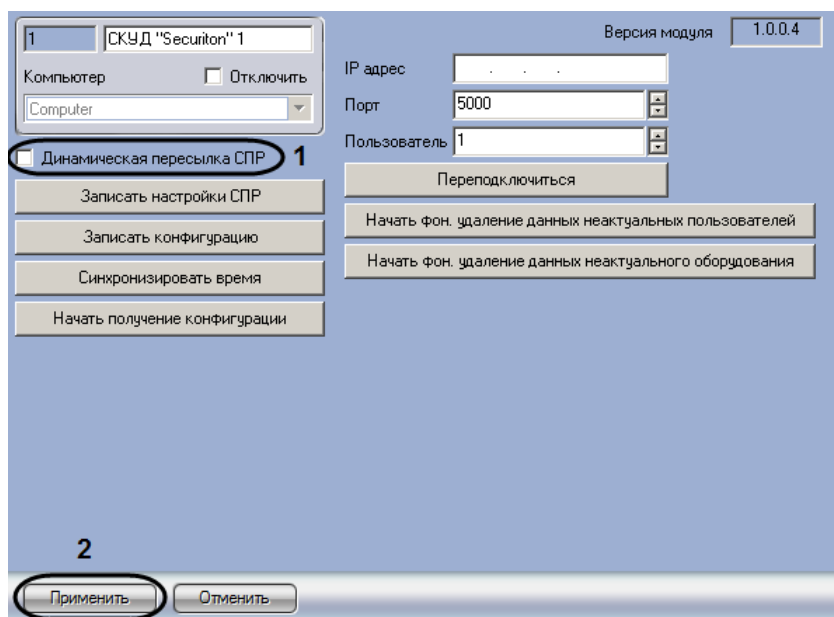 1
СКУД "Securiton" 1
Компьютер
Отключить
Computer
Динамическая пересылка СПР
1
Записать настройки СПР
Записать конфигурацию
Синхронизировать время
Начать получение конфигурации
Версия модуля
1.0.0.4
IP адрес
. . .
Порт
5000
Пользователь
1
Переподключиться
Начать фон. удаление данных неактуальных пользователей
Начать фон. удаление данных неактуального оборудования
2
Применить
Отменить